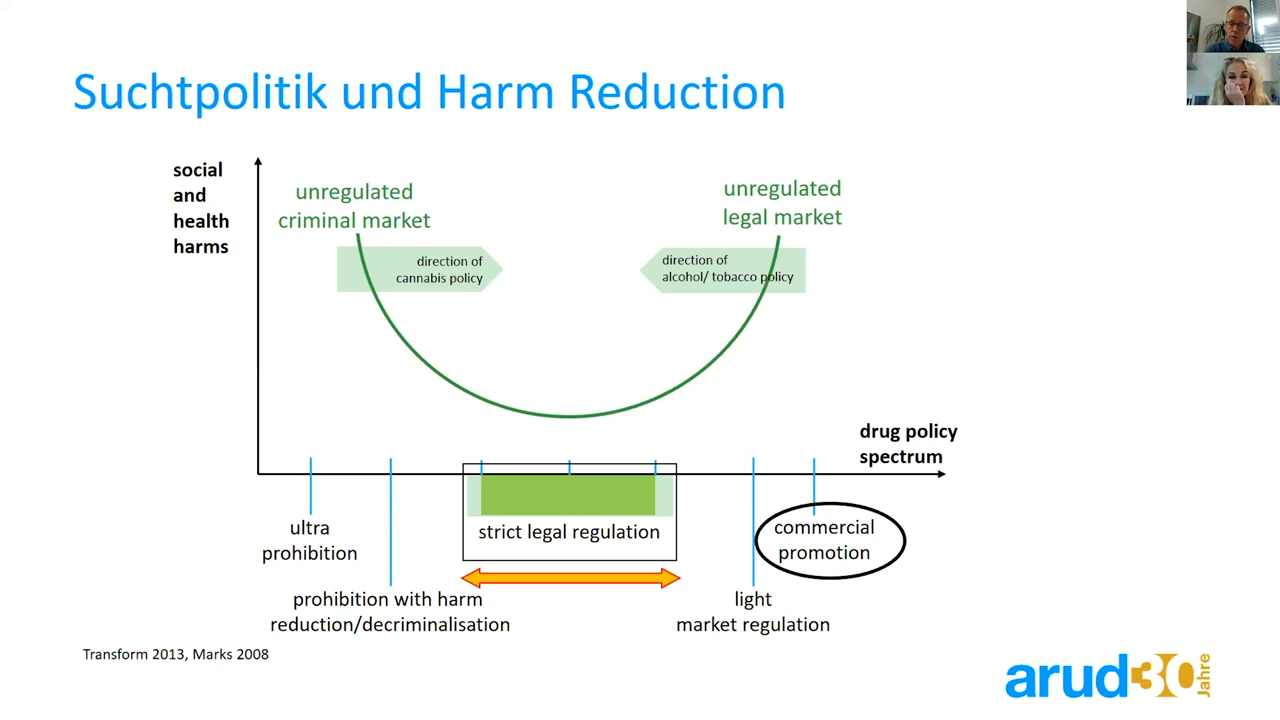 Suchtpolitik und Harm Reduction
social
and
health
harms
unregulated
criminal market
unregulated
legal market
direction of
cannabis policy
direction of
alcohol/ tobacco policy
drug policy
spectrum
ultra
prohibition
strict legal regulation
commercial
promotion
prohibition with harm
reduction/decriminalisation
light
market regulation
Transform 2013, Marks 2008
arud 30 Jahre